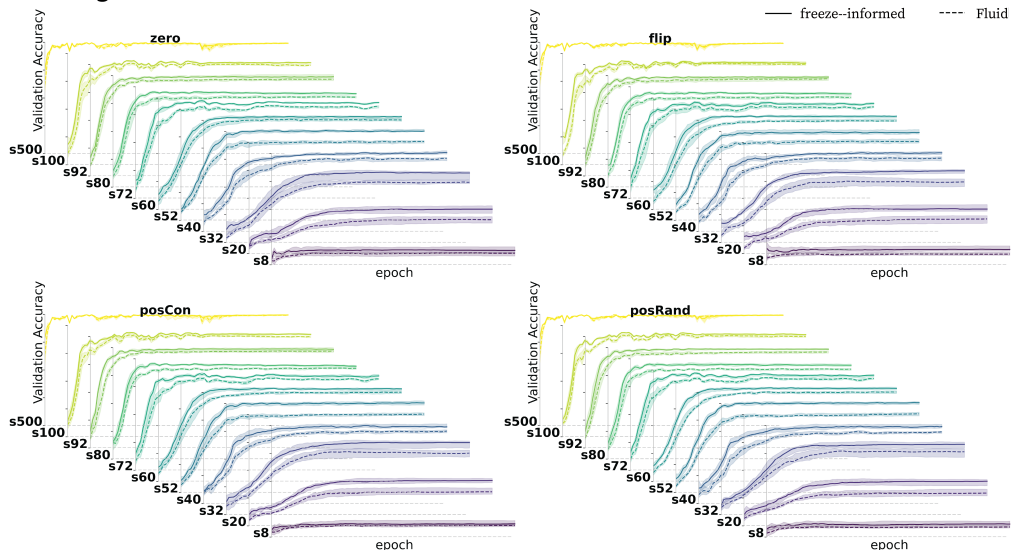 freeze--informed
Fluid
zero
Validation Accuracy
s500
s100
s92
s80
s72
s60
s52
s40
s32
s20
s8
epoch
flip
Validation Accuracy
s500
s100
s92
s80
s72
s60
s52
s40
s32
s20
s8
epoch
posCon
Validation Accuracy
s500
s100
s92
s80
s72
s60
s52
s40
s32
s20
s8
epoch
posRand
Validation Accuracy
s500
s100
s92
s80
s72
s60
s52
s40
s32
s20
s8
epoch